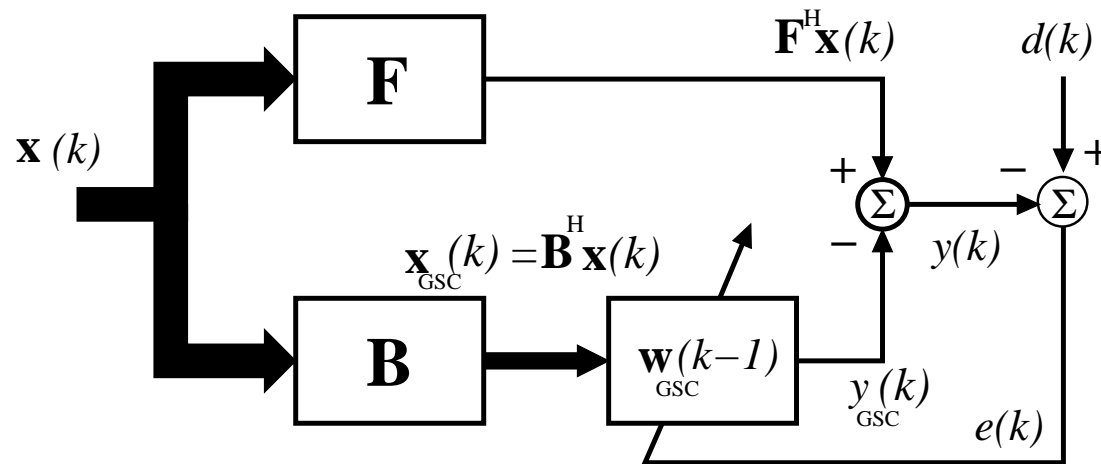 F
F^H x(k)
d(k)
x (k)
+
−
+
Σ
Σ
−
y(k)
x_GSC(k) = B^H x(k)
B
w_GSC(k−1)
y_GSC(k)
e(k)